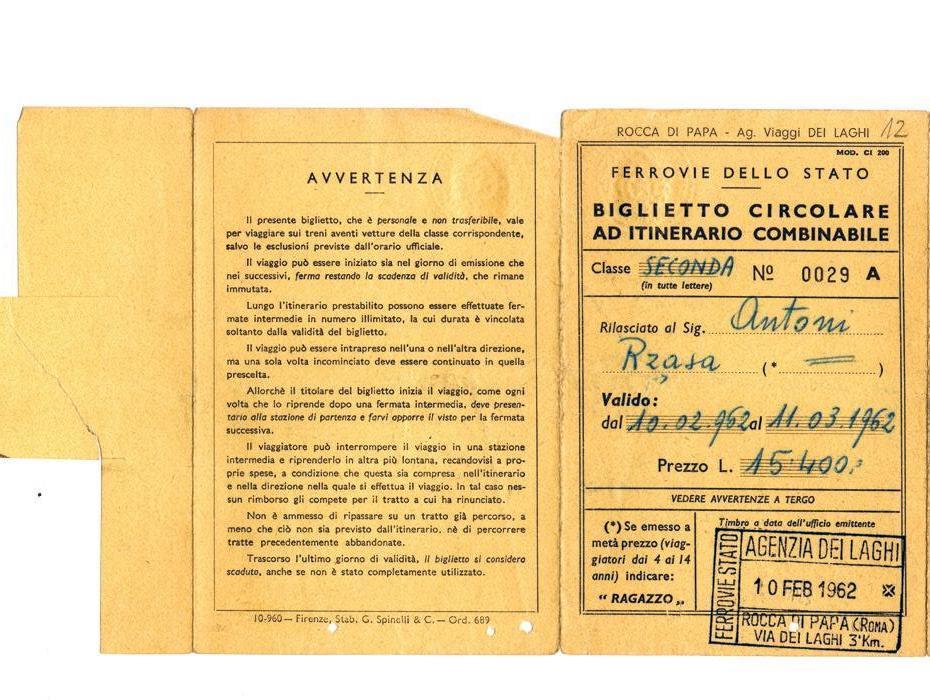 AVVERTENZA
Il presente biglietto, che è personale e non trasferibile, vale
per viaggiare sui treni aventi vetture della classe corrispondente,
salvo le esclusioni previste dall'orario ufficiale.
Il viaggio può essere iniziato sia nel giorno di emissione che
nei successivi, ferma restando la scadenza di validità, che rimane
immutata.
Lungo l'itinerario prestabilito possono essere effettuate fer-
mate intermedie in numero illimitato, la cui durata è vincolata
soltanto dalla validità del biglietto.
Il viaggio può essere intrapreso nell'una o nell'altra direzione,
ma una sola volta incominciato deve essere continuato in quella
prescelta.
Allorchè il titolare del biglietto inizia il viaggio, come ogni
volta che lo riprende dopo una fermata intermedia, deve presen-
tarlo alla stazione di partenza e farvi apporre il visto per la fermata
successiva.
Il viaggiatore può interrompere il viaggio in una stazione
intermedia e riprenderlo in altra più lontana, recandovisi a pro-
prie spese, a condizione che questa sia compresa nell'itinerario
e nella direzione nella quale si effettua il viaggio. In tal caso nes-
sun rimborso gli compete per il tratto a cui ha rinunciato.
Non è ammesso di ripassare su un tratto già percorso, a
meno che ciò non sia previsto dall'itinerario. nè di percorrere
tratte precedentemente abbandonate.
Trascorso l'ultimo giorno di validità, il biglietto si considera
scaduto, anche se non è stato completamente utilizzato.
10-960 — Firenze, Stab. G. Spinelli & C. — Ord. 689
ROCCA DI PAPA - Ag. Viaggi DEI LAGHI 12
MOD. CI 200
FERROVIE DELLO STATO
BIGLIETTO CIRCOLARE
AD ITINERARIO COMBINABILE
Classe SECONDA Nº 0029 A
(in tutte lettere)
Rilasciato al Sig. Antoni
Rzasa (* = )
Valido:
dal 10.02.962 al 11.03.1962
Prezzo L. 15400.=
VEDERE AVVERTENZE A TERGO
(*) Se emesso a
metà prezzo (viag-
giatori dai 4 ai 14
anni) indicare:
" RAGAZZO „
Timbro a data dell'ufficio emittente
FERROVIE STATO
AGENZIA DEI LAGHI
10 FEB 1962
ROCCA DI PAPA (ROMA)
VIA DEI LAGHI 3°Km.